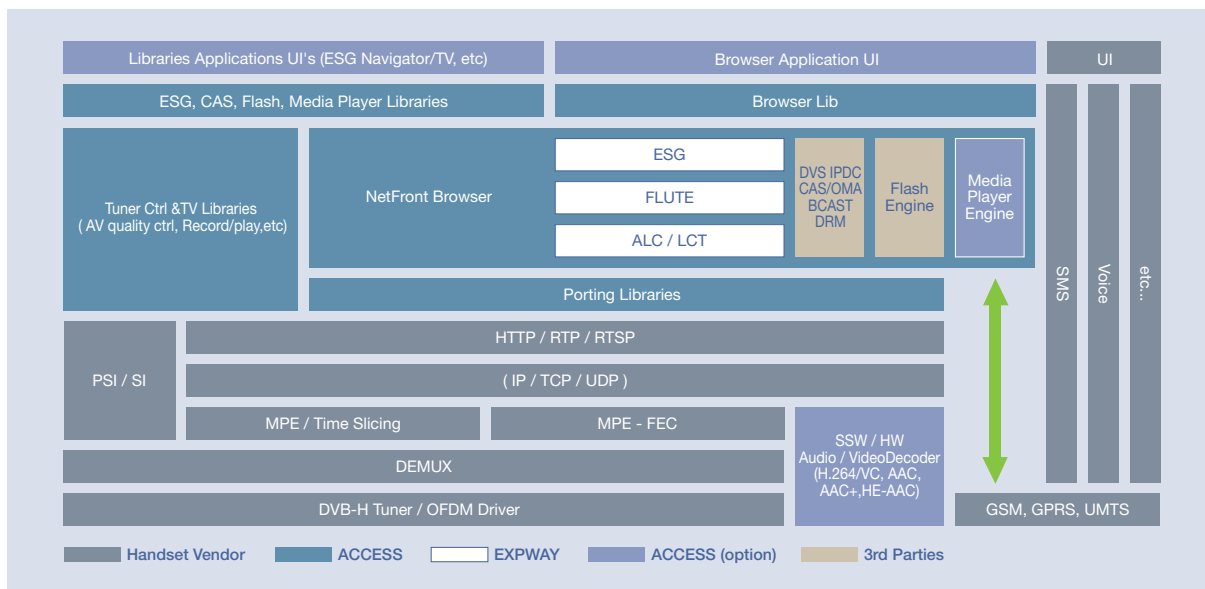 Libraries Applications UI's (ESG Navigator/TV, etc)
Browser Application UI
UI
ESG, CAS, Flash, Media Player Libraries
Browser Lib
Tuner Ctrl &TV Libraries
( AV quality ctrl, Record/play,etc)
NetFront Browser
ESG
FLUTE
ALC / LCT
DVS IPDC
CAS/OMA
BCAST
DRM
Flash
Engine
Media
Player
Engine
SMS
Voice
etc...
Porting Libraries
PSI / SI
HTTP / RTP / RTSP
( IP / TCP / UDP )
MPE / Time Slicing
MPE - FEC
SSW / HW
Audio / VideoDecoder
(H.264/VC, AAC,
AAC+,HE-AAC)
DEMUX
DVB-H Tuner / OFDM Driver
GSM, GPRS, UMTS
Handset Vendor
ACCESS
EXPWAY
ACCESS (option)
3rd Parties